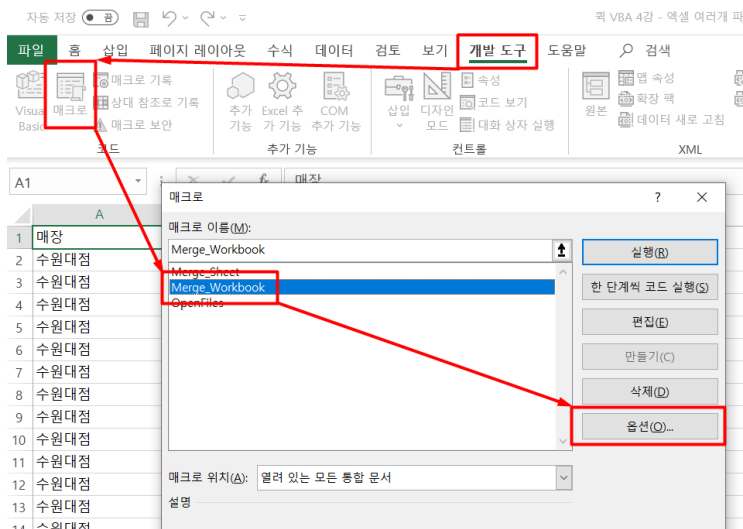 자동 저장 끔 퀵 VBA 4강 - 엑셀 여러개 파
파일 홈 삽입 페이지 레이아웃 수식 데이터 검토 보기 개발 도구 도움말 검색
Visual Basic
매크로
매크로 기록
상대 참조로 기록
매크로 보안
코드
추가 기능
Excel 추가 기능
COM 추가 기능
추가 기능
삽입
디자인 모드
속성
코드 보기
대화 상자 실행
컨트롤
원본
맵 속성
확장 팩
데이터 새로 고침
XML
A1 fx 매장
A
1 매장
2 수원대점
3 수원대점
4 수원대점
5 수원대점
6 수원대점
7 수원대점
8 수원대점
9 수원대점
10 수원대점
11 수원대점
12 수원대점
13 수원대점
14 수원대점
매크로 ?
매크로 이름(M):
Merge_Workbook
Merge_Sheet
Merge_Workbook
OpenFiles
실행(R)
한 단계씩 코드 실행(S)
편집(E)
만들기(C)
삭제(D)
옵션(O)...
매크로 위치(A): 열려 있는 모든 통합 문서
설명